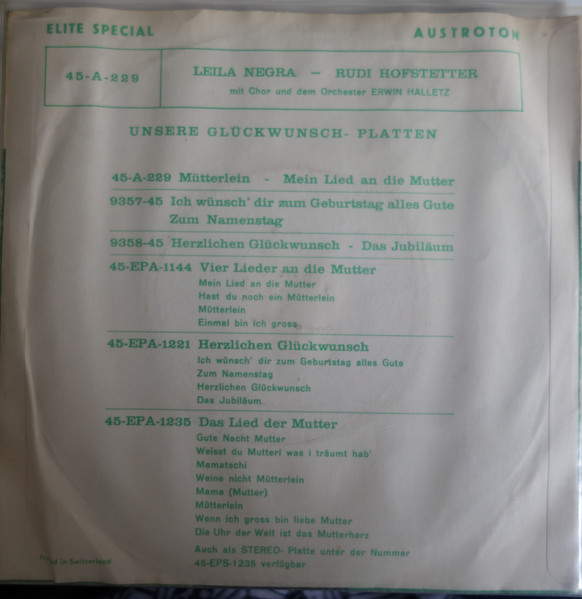 ELITE SPECIAL AUSTROTON
45-A-229
LEILA NEGRA – RUDI HOFSTETTER
mit Chor und dem Orchester ERWIN HALLETZ
UNSERE GLÜCKWUNSCH- PLATTEN
45-A-229 Mütterlein - Mein Lied an die Mutter
9357-45 Ich wünsch' dir zum Geburtstag alles Gute
Zum Namenstag
9358-45 Herzlichen Glückwunsch - Das Jubiläum
45-EPA-1144 Vier Lieder an die Mutter
Mein Lied an die Mutter
Hast du noch ein Mütterlein
Mütterlein
Einmal bin ich gross
45-EPA-1221 Herzlichen Glückwunsch
Ich wünsch' dir zum Geburtstag alles Gute
Zum Namenstag
Herzlichen Glückwunsch
Das Jubiläum
45-EPA-1235 Das Lied der Mutter
Gute Nacht Mutter
Weisst du Mutterl was i träumt hab'
Mamatschi
Weine nicht Mütterlein
Mama (Mutter)
Mütterlein
Wenn ich gross bin liebe Mutter
Die Uhr der Welt ist das Mutterherz
Auch als STEREO- Platte unter der Nummer
45-EPS-1235 verfügbar
in Switzerland